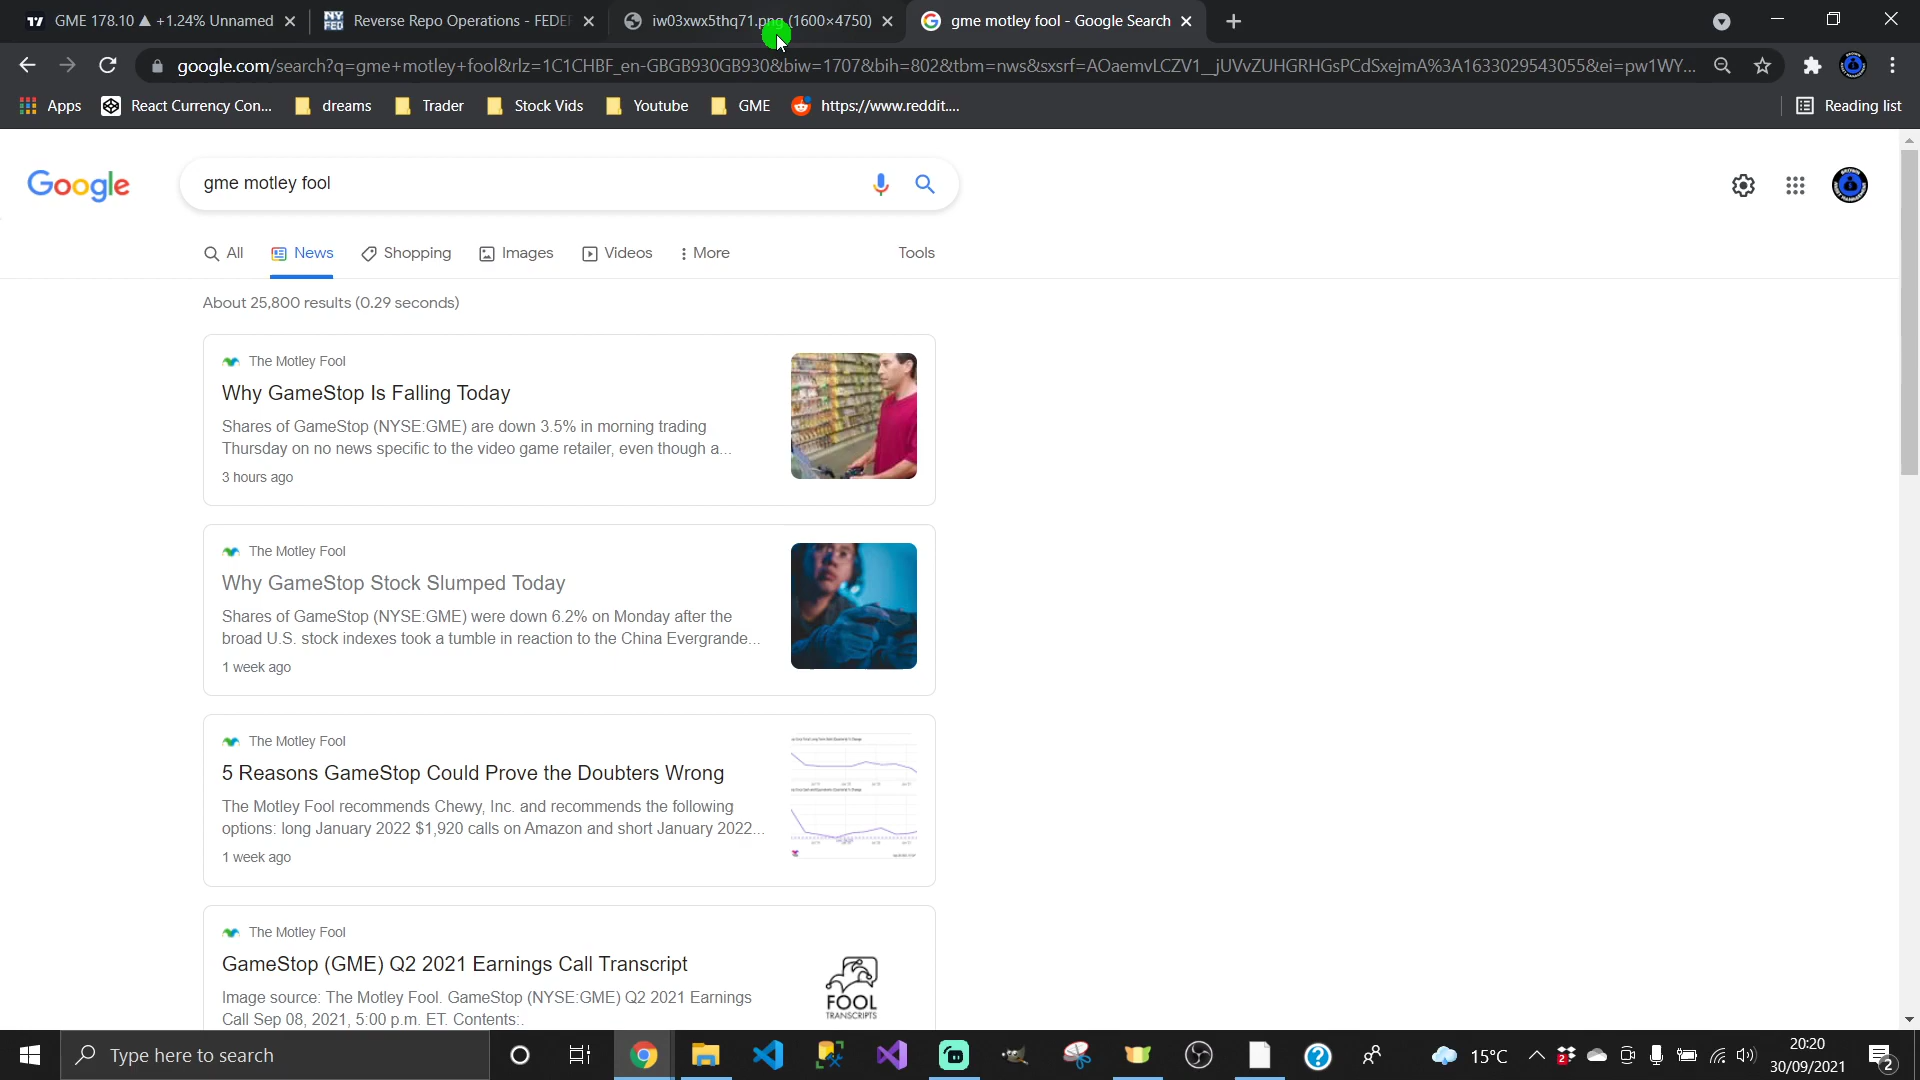 GME 178.10 ▲ +1.24% Unnamed
Reverse Repo Operations - FEDE
iw03xwx5thq71.png (1600×4750)
gme motley fool - Google Search
google.com/search?q=gme+motley+fool&rlz=1C1CHBF_en-GBGB930GB930&biw=1707&bih=802&tbm=nws&sxsrf=AOaemvLCZV1__jUVvZUHGRHGsPCdSxejmA%3A1633029543055&ei=pw1WY...
Apps
React Currency Con...
dreams
Trader
Stock Vids
Youtube
GME
https://www.reddit....
Reading list
Google
gme motley fool
All
News
Shopping
Images
Videos
More
Tools
About 25,800 results (0.29 seconds)
The Motley Fool
Why GameStop Is Falling Today
Shares of GameStop (NYSE:GME) are down 3.5% in morning trading
Thursday on no news specific to the video game retailer, even though a...
3 hours ago
The Motley Fool
Why GameStop Stock Slumped Today
Shares of GameStop (NYSE:GME) were down 6.2% on Monday after the
broad U.S. stock indexes took a tumble in reaction to the China Evergrande...
1 week ago
The Motley Fool
5 Reasons GameStop Could Prove the Doubters Wrong
The Motley Fool recommends Chewy, Inc. and recommends the following
options: long January 2022 $1,920 calls on Amazon and short January 2022...
1 week ago
The Motley Fool
GameStop (GME) Q2 2021 Earnings Call Transcript
Image source: The Motley Fool. GameStop (NYSE:GME) Q2 2021 Earnings
Call Sep 08, 2021, 5:00 p.m. ET. Contents:.
FOOL
TRANSCRIPTS
Type here to search
15°C
20:20
30/09/2021
2